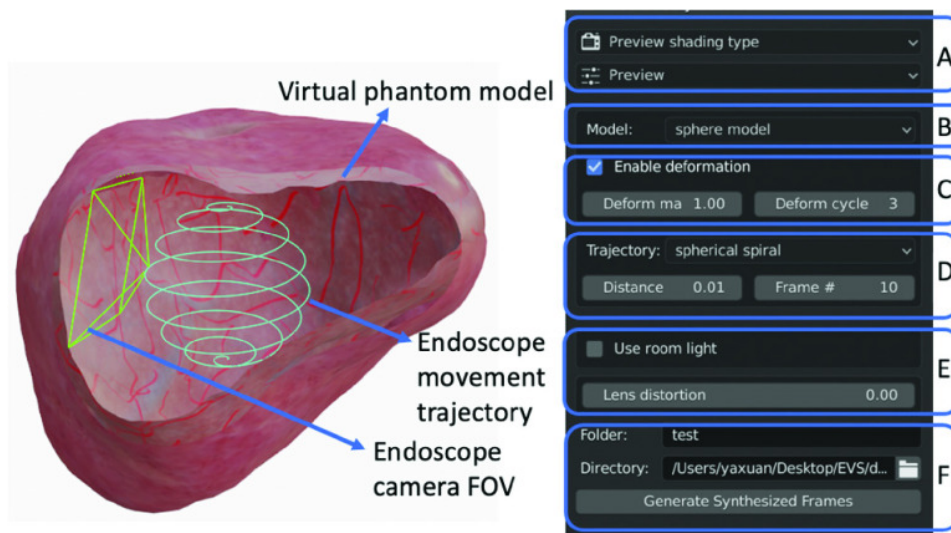 Virtual phantom model
Endoscope
movement
trajectory
Endoscope
camera FOV
Preview shading type
A
Preview
Model: sphere model
B
Enable deformation
C
Deform ma 1.00 Deform cycle 3
Trajectory: spherical spiral
D
Distance 0.01 Frame # 10
Use room light
E
Lens distortion 0.00
Folder: test
Directory: /Users/yaxuan/Desktop/EVS/d...
F
Generate Synthesized Frames